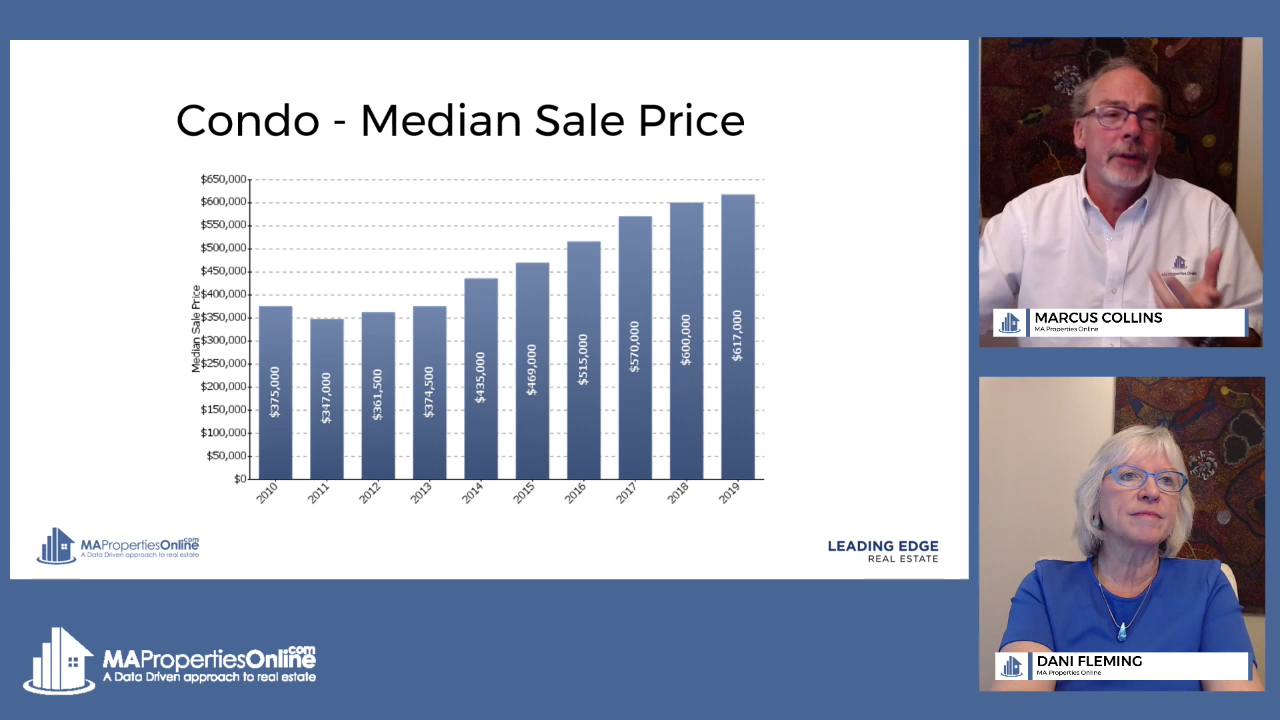 Condo - Median Sale Price
Median Sale Price
$650,000
$600,000
$550,000
$500,000
$450,000
$400,000
$350,000
$300,000
$250,000
$200,000
$150,000
$100,000
$50,000
$0
$375,000
$347,000
$361,500
$374,500
$435,000
$469,000
$515,000
$570,000
$600,000
$617,000
2010
2011
2012
2013
2014
2015
2016
2017
2018
2019
MAPropertiesOnline.com
A Data Driven approach to real estate
LEADING EDGE
REAL ESTATE
MA Properties Online
MARCUS COLLINS
MA Properties Online
DANI FLEMING
MA Properties Online
MAPropertiesOnline.com
A Data Driven approach to real estate